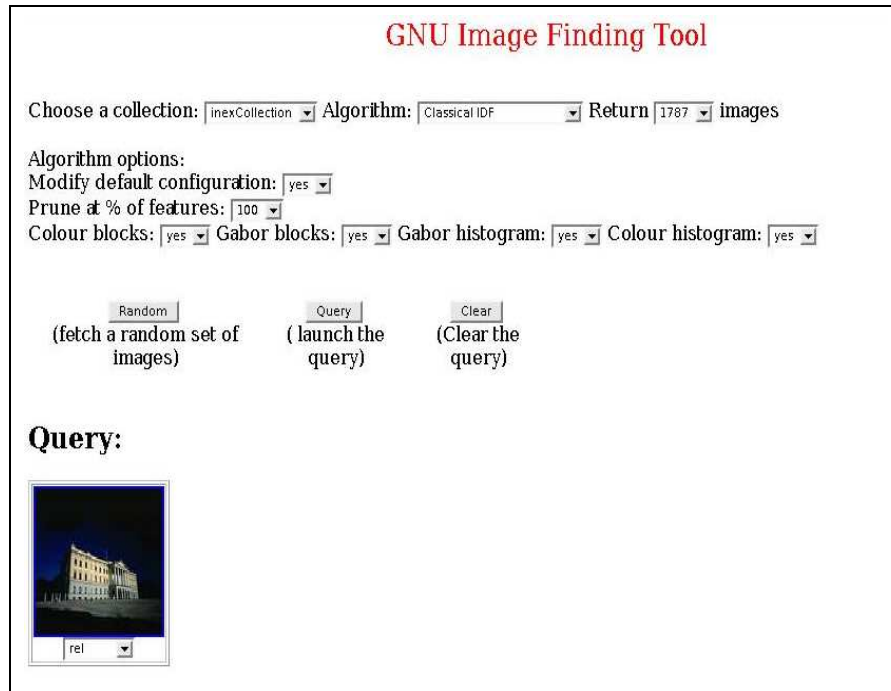 GNU Image Finding Tool
Choose a collection: inexCollection Algorithm: Classical IDF Return 1787 images
Algorithm options:
Modify default configuration: yes
Prune at % of features: 100
Colour blocks: yes Gabor blocks: yes Gabor histogram: yes Colour histogram: yes
Random Query Clear
(fetch a random set of ( launch the (Clear the
images) query) query)
Query:
rel